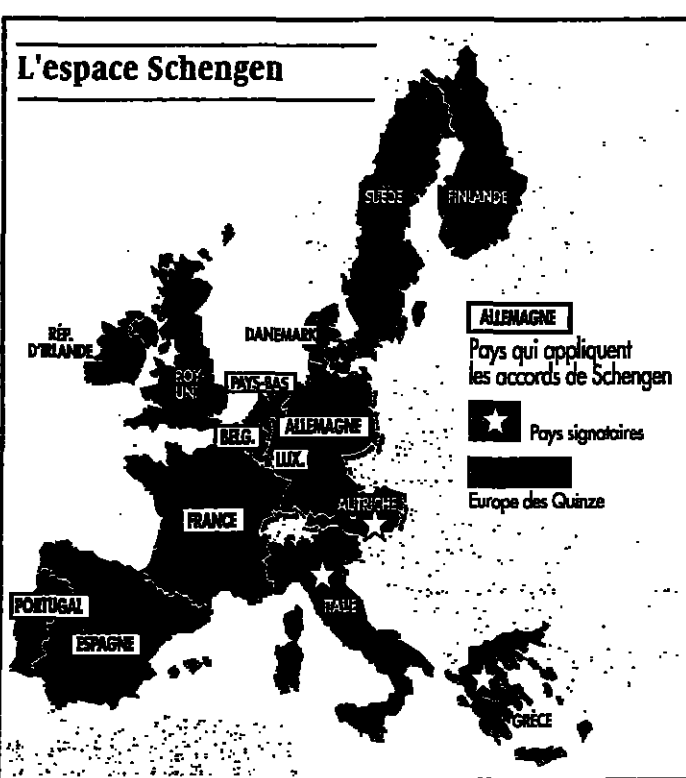 L'espace Schengen
SUÈDE
FINLANDE
RÉP.
D'IRLANDE
ROY.
UNI
DANEMARK
PAYS-BAS
BELG.
ALLEMAGNE
LUX.
FRANCE
AUTRICHE
PORTUGAL
ESPAGNE
ITALIE
GRÈCE
ALLEMAGNE
Pays qui appliquent
les accords de Schengen
Pays signataires
Europe des Quinze